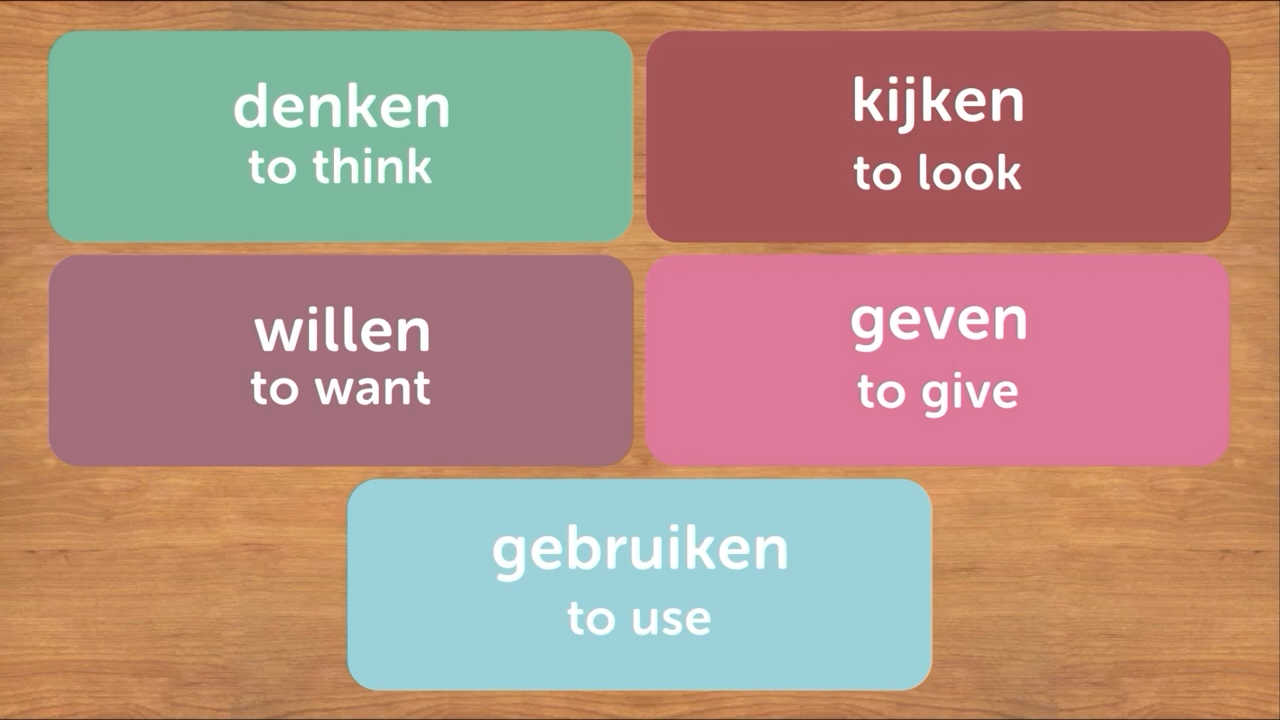 denken
to think
kijken
to look
willen
to want
geven
to give
gebruiken
to use